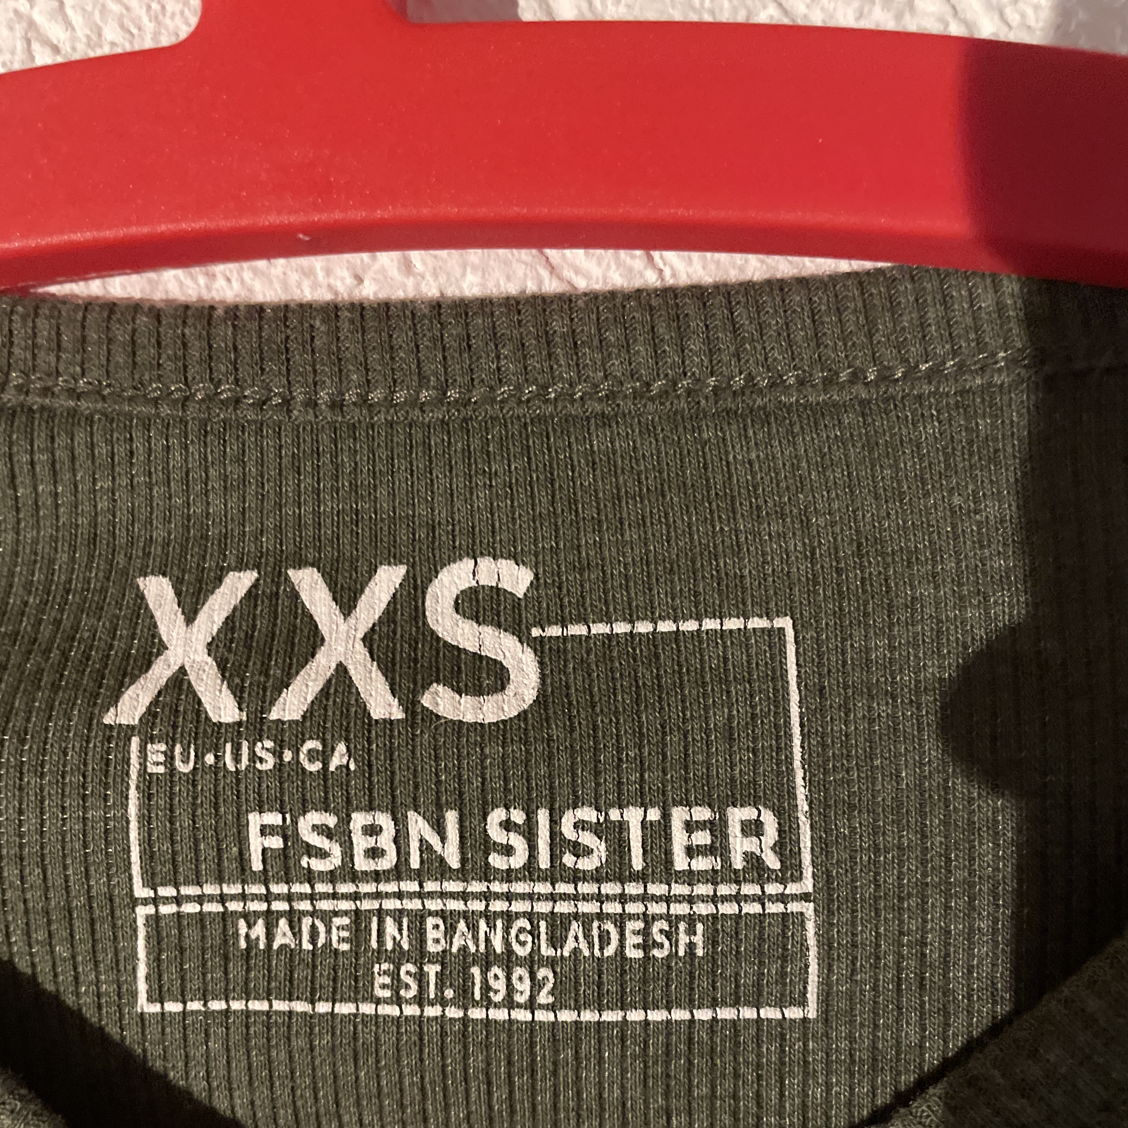 XXS
EU•US•CA
FSBN SISTER
MADE IN BANGLADESH
EST. 1992